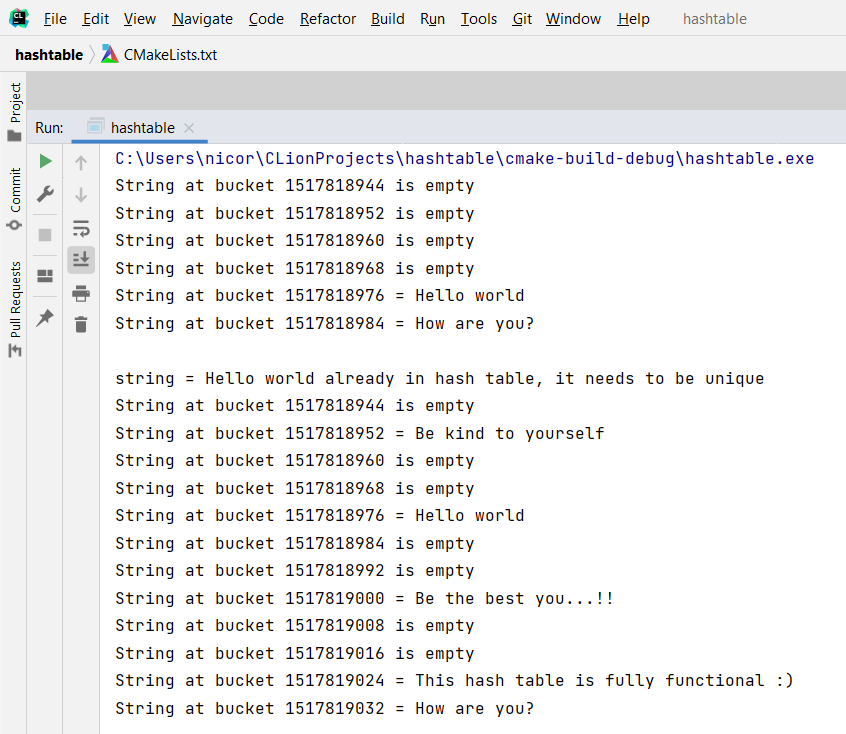 CL
File Edit View Navigate Code Refactor Build Run Tools Git Window Help hashtable
hashtable CMakeLists.txt
Project
Commit
Pull Requests
Run: hashtable
C:\Users\nicor\CLionProjects\hashtable\cmake-build-debug\hashtable.exe
String at bucket 1517818944 is empty
String at bucket 1517818952 is empty
String at bucket 1517818960 is empty
String at bucket 1517818968 is empty
String at bucket 1517818976 = Hello world
String at bucket 1517818984 = How are you?
string = Hello world already in hash table, it needs to be unique
String at bucket 1517818944 is empty
String at bucket 1517818952 = Be kind to yourself
String at bucket 1517818960 is empty
String at bucket 1517818968 is empty
String at bucket 1517818976 = Hello world
String at bucket 1517818984 is empty
String at bucket 1517818992 is empty
String at bucket 1517819000 = Be the best you...!!
String at bucket 1517819008 is empty
String at bucket 1517819016 is empty
String at bucket 1517819024 = This hash table is fully functional :)
String at bucket 1517819032 = How are you?